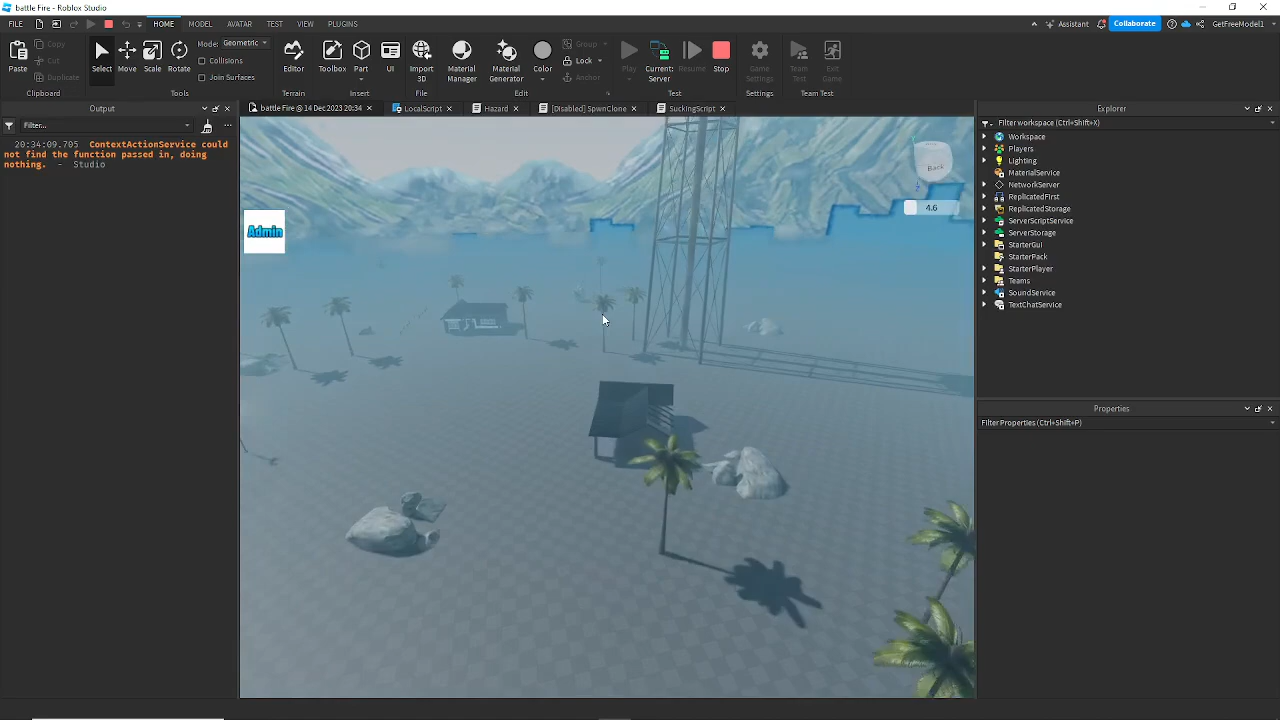 battle Fire - Roblox Studio
FILE
HOME MODEL AVATAR TEST VIEW PLUGINS
Assistant Collaborate GetFreeModel1
Copy
Cut
Duplicate
Paste
Clipboard
Select Move Scale Rotate
Mode: Geometric
Collisions
Join Surfaces
Tools
Editor
Terrain
Toolbox Part UI
Insert
Import
3D
File
Material
Manager
Material
Generator
Color
Group
Lock
Anchor
Edit
Play
Current:
Server
Resume Stop
Test
Game
Settings
Settings
Team
Test
Exit
Game
Team Test
Output
Filter...
20:34:09.705 ContextActionService could
not find the function passed in, doing
nothing. - Studio
battle Fire @ 14 Dec 2023 20:34 LocalScript Hazard [Disabled] SpwnClone SuckingScript
Back
4.6
Admin
Explorer
Filter workspace (Ctrl+Shift+X)
Workspace
Players
Lighting
MaterialService
NetworkServer
ReplicatedFirst
ReplicatedStorage
ServerScriptService
ServerStorage
StarterGui
StarterPack
StarterPlayer
Teams
SoundService
TextChatService
Properties
Filter Properties (Ctrl+Shift+P)